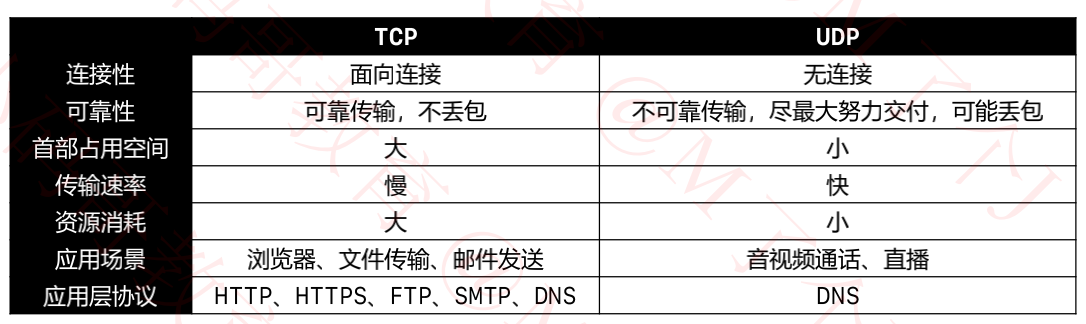 TCP UDP
连接性 面向连接 无连接
可靠性 可靠传输，不丢包 不可靠传输，尽最大努力交付，可能丢包
首部占用空间 大 小
传输速率 慢 快
资源消耗 大 小
应用场景 浏览器、文件传输、邮件发送 音视频通话、直播
应用层协议 HTTP、HTTPS、FTP、SMTP、DNS DNS